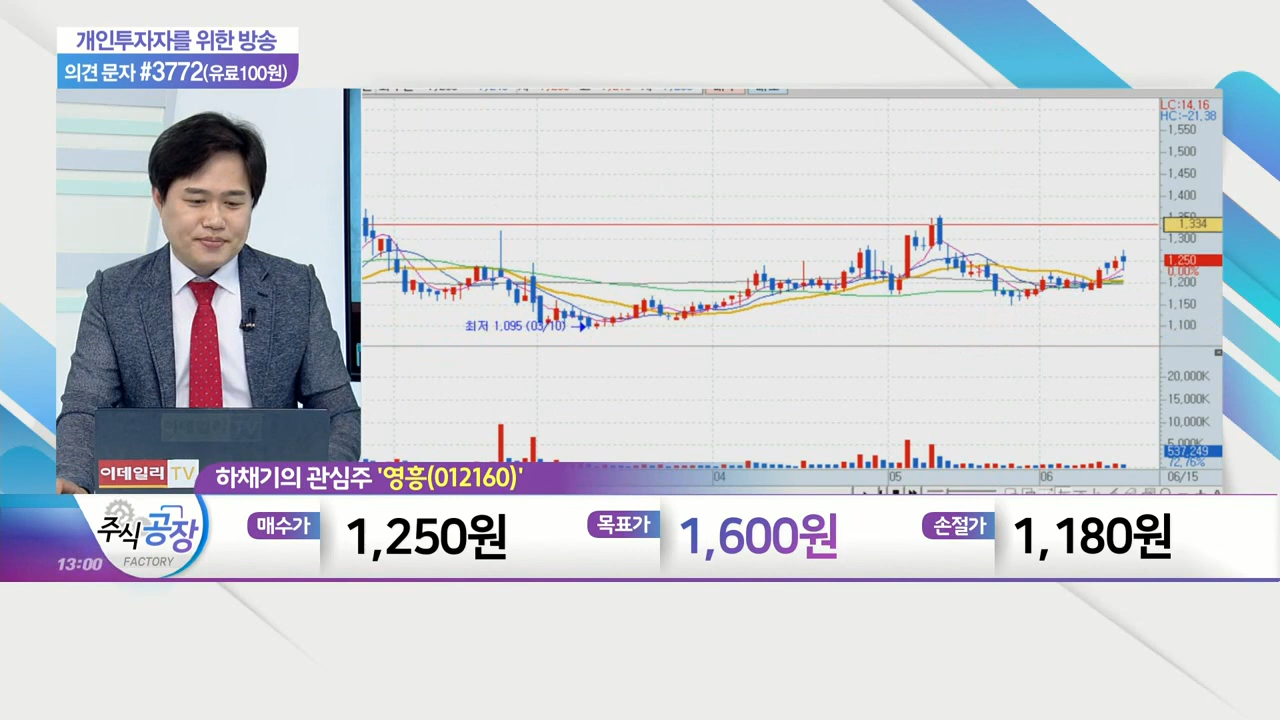 개인투자자를 위한 방송
의견 문자 #3772(유료100원)
LC:14.16
HC:-21.38
1,550
1,500
1,450
1,400
1,350
1,334
1,300
1,250
0.00%
1,200
1,150
1,100
최저 1,095 (03/10)
20,000K
15,000K
10,000K
5,000K
537,249
72.76%
04
05
06
06/15
이데일리 TV
하채기의 관심주 '영흥(012160)'
주식공장
FACTORY
13:00
매수가
1,250원
목표가
1,600원
손절가
1,180원